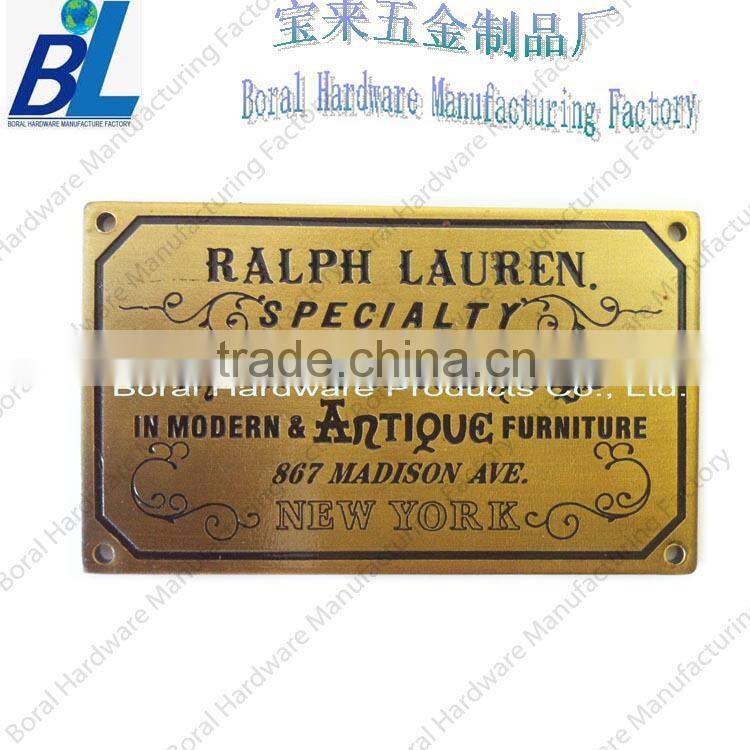 宝来五金制品厂
BL
BORAL HARDWARE MANUFACTURE FACTORY
Boral Hardware Manufacturing Factory
RALPH LAUREN.
SPECIALTY
trade.china.cn
Boral Hardware Products Co., Ltd.
IN MODERN & ANTIQUE FURNITURE
867 MADISON AVE.
NEW YORK